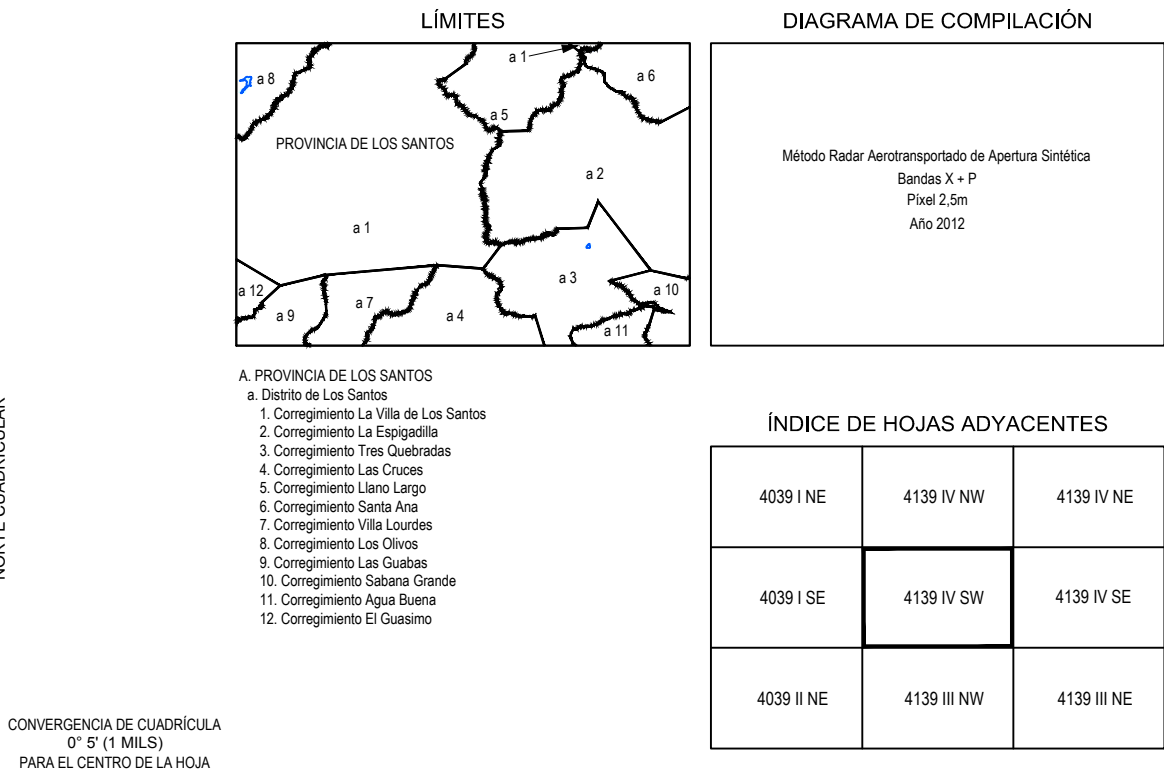 LÍMITES
a 1
a 8
a 6
a 5
PROVINCIA DE LOS SANTOS
a 2
a 1
a 3
a 12
a 10
a 7
a 9
a 4
a 11
A. PROVINCIA DE LOS SANTOS
a. Distrito de Los Santos
1. Corregimiento La Villa de Los Santos
2. Corregimiento La Espigadilla
3. Corregimiento Tres Quebradas
4. Corregimiento Las Cruces
5. Corregimiento Llano Largo
6. Corregimiento Santa Ana
7. Corregimiento Villa Lourdes
8. Corregimiento Los Olivos
9. Corregimiento Las Guabas
10. Corregimiento Sabana Grande
11. Corregimiento Agua Buena
12. Corregimiento El Guasimo
DIAGRAMA DE COMPILACIÓN
Método Radar Aerotransportado de Apertura Sintética
Bandas X + P
Píxel 2,5m
Año 2012
ÍNDICE DE HOJAS ADYACENTES
4039 I NE
4139 IV NW
4139 IV NE
4039 I SE
4139 IV SW
4139 IV SE
4039 II NE
4139 III NW
4139 III NE
NORTE CUADRICULAR
CONVERGENCIA DE CUADRÍCULA
0° 5' (1 MILS)
PARA EL CENTRO DE LA HOJA